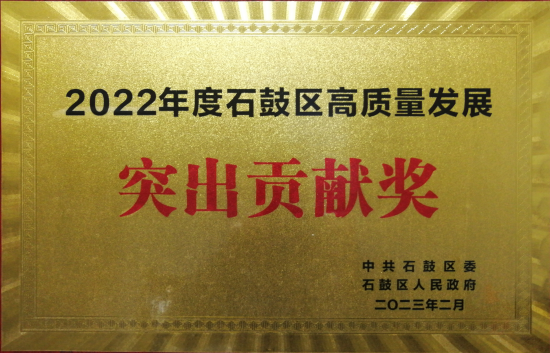 2022年度石鼓区高质量发展
突出贡献奖
中共石鼓区委
石鼓区人民政府
二〇二三年二月